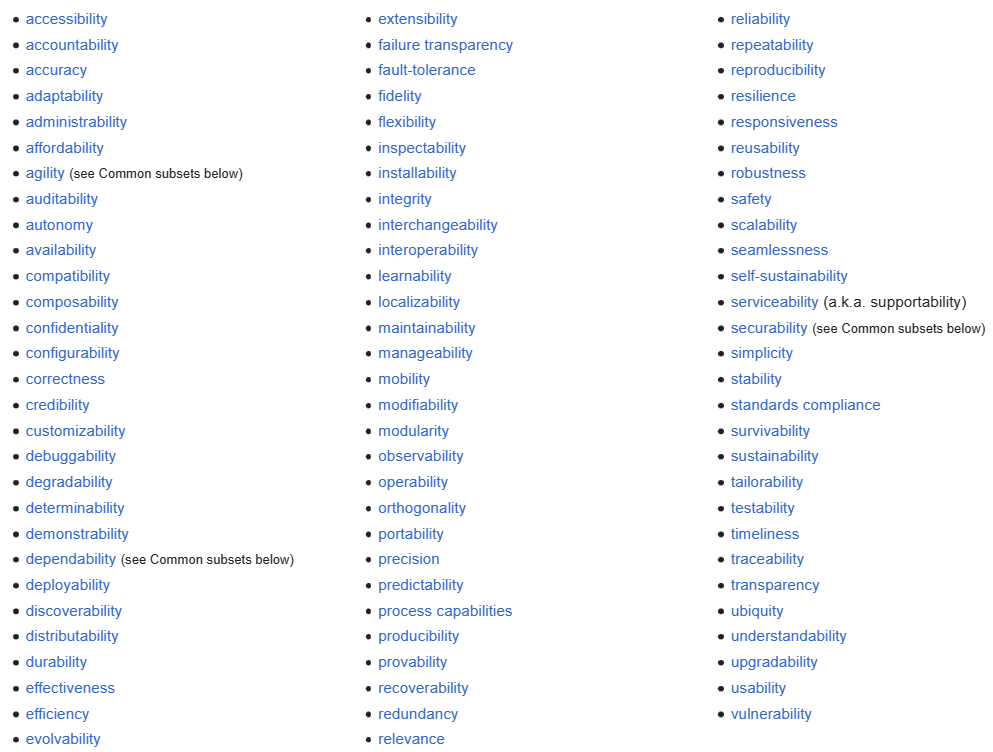 accessibility
accountability
accuracy
adaptability
administrability
affordability
agility (see Common subsets below)
auditability
autonomy
availability
compatibility
composability
confidentiality
configurability
correctness
credibility
customizability
debuggability
degradability
determinability
demonstrability
dependability (see Common subsets below)
deployability
discoverability
distributability
durability
effectiveness
efficiency
evolvability
extensibility
failure transparency
fault-tolerance
fidelity
flexibility
inspectability
installability
integrity
interchangeability
interoperability
learnability
localizability
maintainability
manageability
mobility
modifiability
modularity
observability
operability
orthogonality
portability
precision
predictability
process capabilities
producibility
provability
recoverability
redundancy
relevance
reliability
repeatability
reproducibility
resilience
responsiveness
reusability
robustness
safety
scalability
seamlessness
self-sustainability
serviceability (a.k.a. supportability)
securability (see Common subsets below)
simplicity
stability
standards compliance
survivability
sustainability
tailorability
testability
timeliness
traceability
transparency
ubiquity
understandability
upgradability
usability
vulnerability